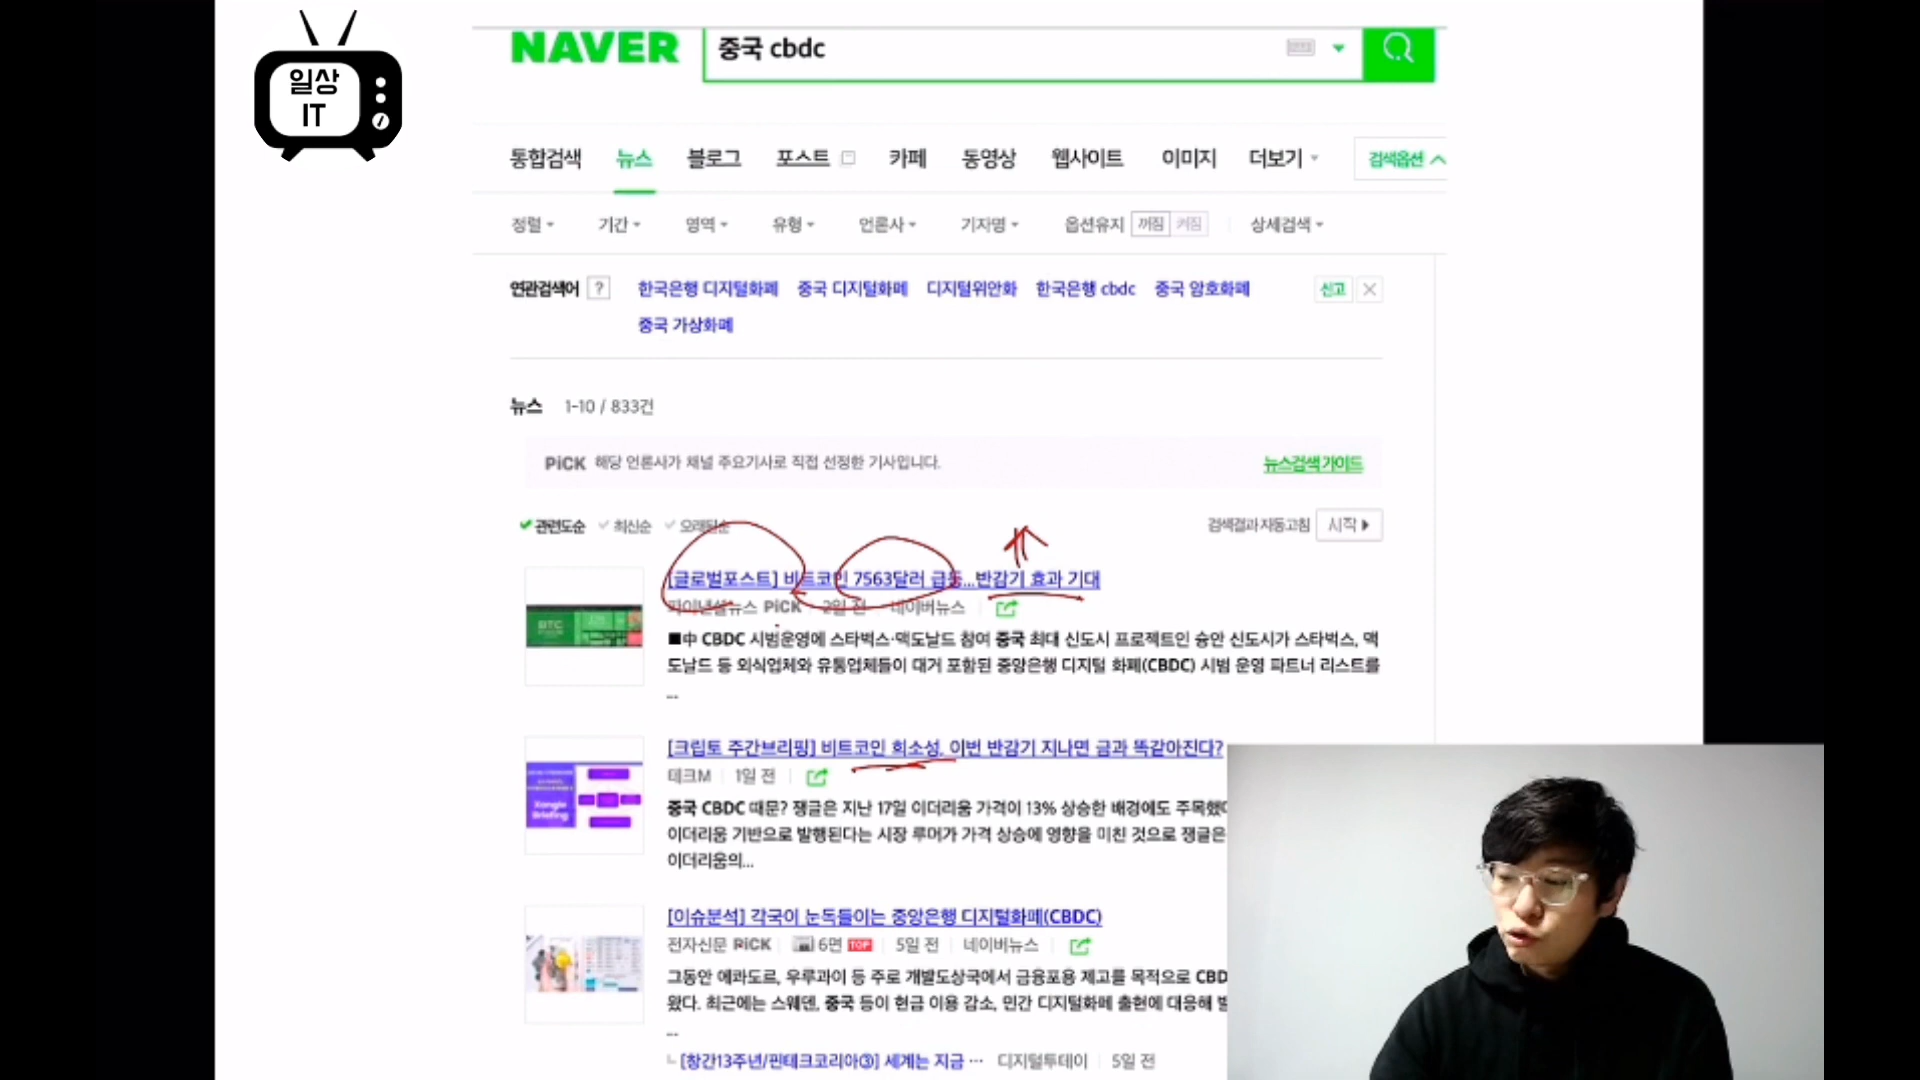 일상
IT
NAVER
중국 cbdc
통합검색 뉴스 블로그 포스트 카페 동영상 웹사이트 이미지 더보기 검색옵션
정렬 기간 영역 유형 언론사 기자명 옵션유지 꺼짐 켜짐 상세검색
연관검색어 ? 한국은행 디지털화폐 중국 디지털화폐 디지털위안화 한국은행 cbdc 중국 암호화폐 신고
중국 가상화폐
뉴스 1-10 / 833건
PiCK 해당 언론사가 채널 주요기사로 직접 선정한 기사입니다. 뉴스검색 가이드
관련도순 최신순 오래된순 검색결과 자동고침 시작
[글로벌포스트] 비트코인 7563달러 급등...반감기 효과 기대
파이낸셜뉴스 PiCK 2일 전 네이버뉴스
■中 CBDC 시범운영에 스타벅스·맥도날드 참여 중국 최대 신도시 프로젝트인 슝안 신도시가 스타벅스, 맥
도날드 등 외식업체와 유통업체들이 대거 포함된 중앙은행 디지털 화폐(CBDC) 시범 운영 파트너 리스트를
...
[크립토 주간브리핑] 비트코인 희소성, 이번 반감기 지나면 금과 똑같아진다?
테크M 1일 전
중국 CBDC 때문? 쟁글은 지난 17일 이더리움 가격이 13% 상승한 배경에도 주목했
이더리움 기반으로 발행된다는 시장 루머가 가격 상승에 영향을 미친 것으로 쟁글은
이더리움의...
Xangle
Briefing
BTC
[이슈분석] 각국이 눈독들이는 중앙은행 디지털화폐(CBDC)
전자신문 PiCK 6면 TOP 5일 전 네이버뉴스
그동안 에콰도르, 우루과이 등 주로 개발도상국에서 금융포용 제고를 목적으로 CBD
왔다. 최근에는 스웨덴, 중국 등이 현금 이용 감소, 민간 디지털화폐 출현에 대응해
...
[창간13주년/핀테크코리아③] 세계는 지금 ... 디지털투데이 5일 전